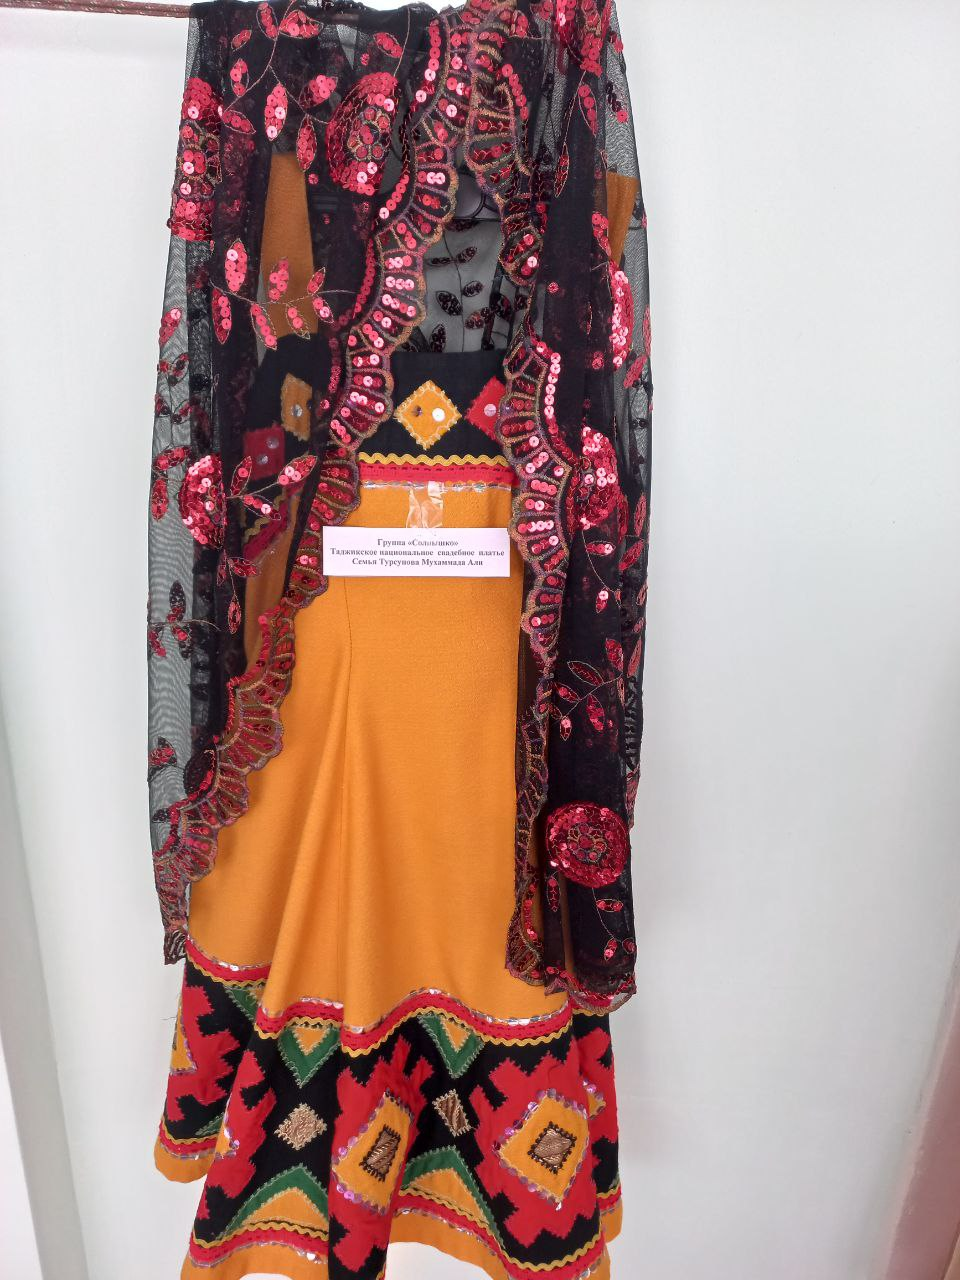 Группа «Солнышко»
Таджикское национальное свадебное платье
Семья Турсунова Мухаммада Али